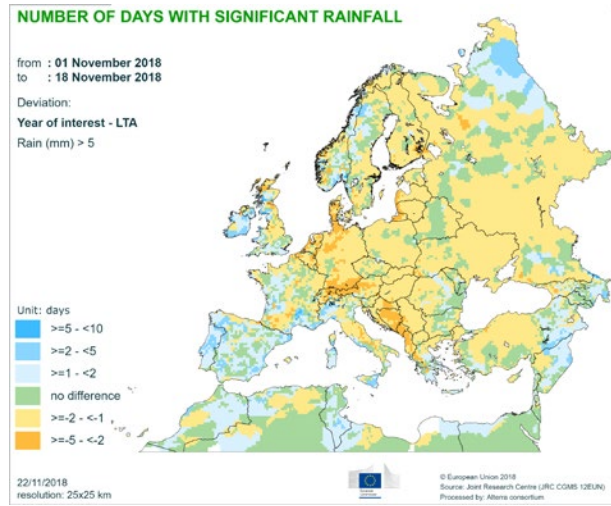 NUMBER OF DAYS WITH SIGNIFICANT RAINFALL
from : 01 November 2018
to : 18 November 2018
Deviation:
Year of interest - LTA
Rain (mm) > 5
Unit: days
>=5 - <10
>=2 - <5
>=1 - <2
no difference
>=-2 - <-1
>=-5 - <-2
22/11/2018
resolution: 25x25 km
© European Union 2018
Source: Joint Research Centre (JRC CGMS 12EUN)
Processed by: Alterra consortium